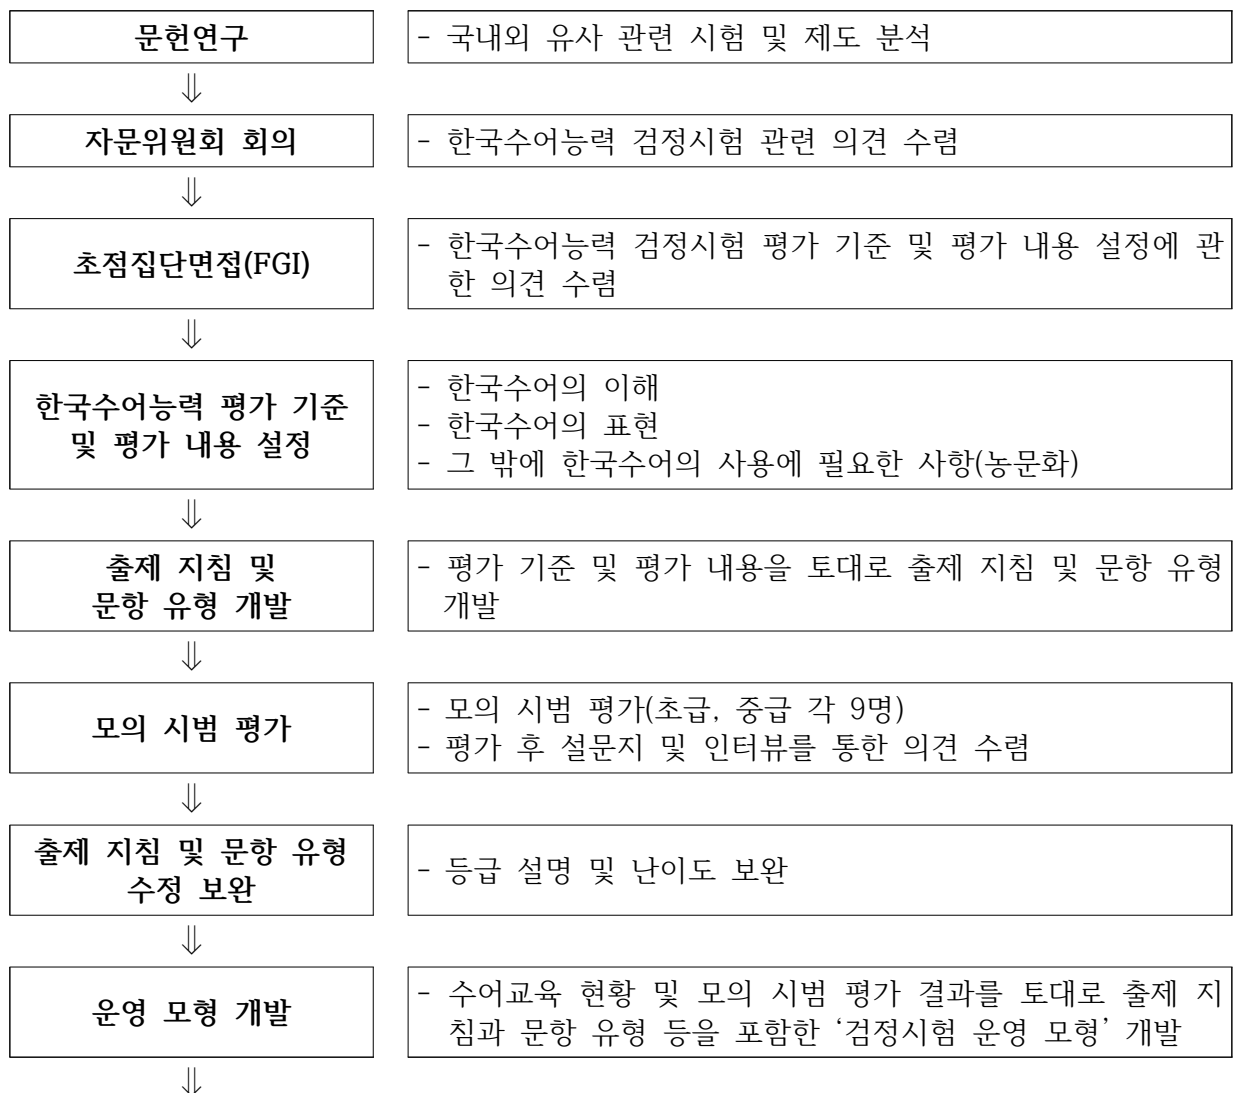 문헌연구
- 국내외 유사 관련 시험 및 제도 분석
⇓
자문위원회 회의
- 한국수어능력 검정시험 관련 의견 수렴
⇓
초점집단면접(FGI)
- 한국수어능력 검정시험 평가 기준 및 평가 내용 설정에 관
한 의견 수렴
⇓
한국수어능력 평가 기준
및 평가 내용 설정
- 한국수어의 이해
- 한국수어의 표현
- 그 밖에 한국수어의 사용에 필요한 사항(농문화)
⇓
출제 지침 및
문항 유형 개발
- 평가 기준 및 평가 내용을 토대로 출제 지침 및 문항 유형
개발
⇓
모의 시범 평가
- 모의 시범 평가(초급, 중급 각 9명)
- 평가 후 설문지 및 인터뷰를 통한 의견 수렴
⇓
출제 지침 및 문항 유형
수정 보완
- 등급 설명 및 난이도 보완
⇓
운영 모형 개발
- 수어교육 현황 및 모의 시범 평가 결과를 토대로 출제 지
침과 문항 유형 등을 포함한 ‘검정시험 운영 모형’ 개발
⇓